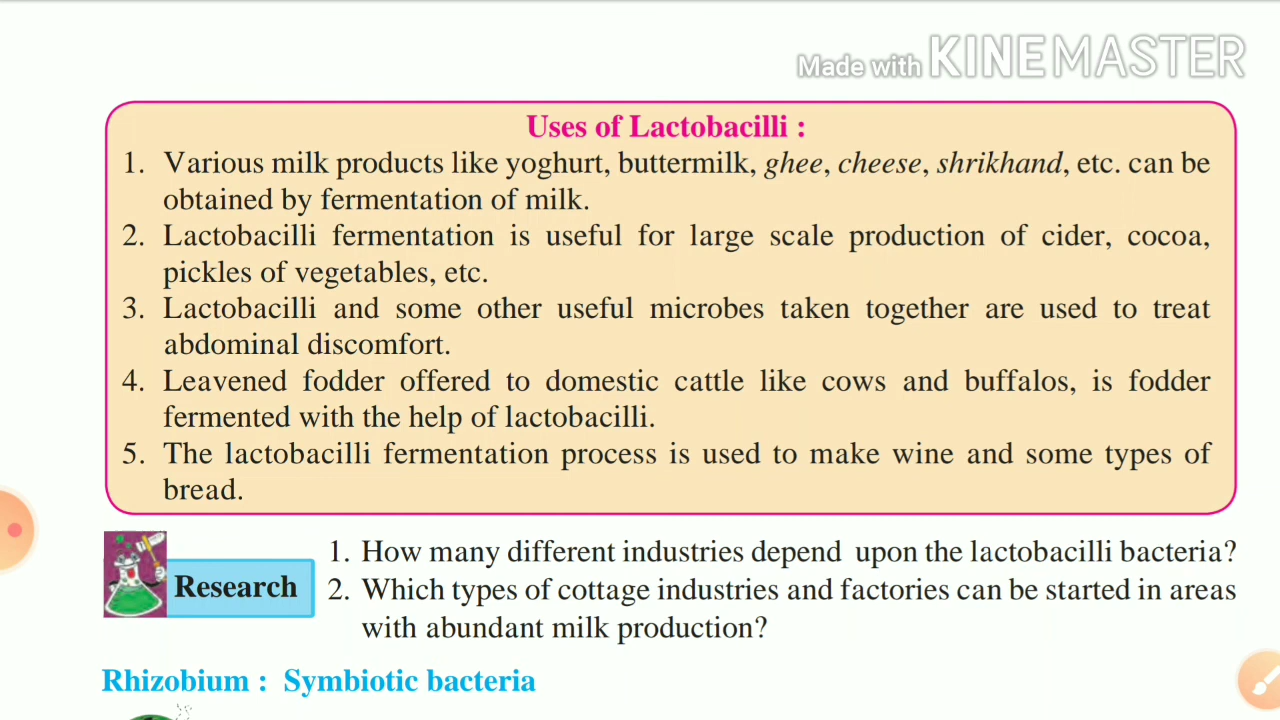 Made with KINEMASTER
Uses of Lactobacilli :
1. Various milk products like yoghurt, buttermilk, ghee, cheese, shrikhand, etc. can be
obtained by fermentation of milk.
2. Lactobacilli fermentation is useful for large scale production of cider, cocoa,
pickles of vegetables, etc.
3. Lactobacilli and some other useful microbes taken together are used to treat
abdominal discomfort.
4. Leavened fodder offered to domestic cattle like cows and buffalos, is fodder
fermented with the help of lactobacilli.
5. The lactobacilli fermentation process is used to make wine and some types of
bread.
Research
1. How many different industries depend upon the lactobacilli bacteria?
2. Which types of cottage industries and factories can be started in areas
with abundant milk production?
Rhizobium : Symbiotic bacteria